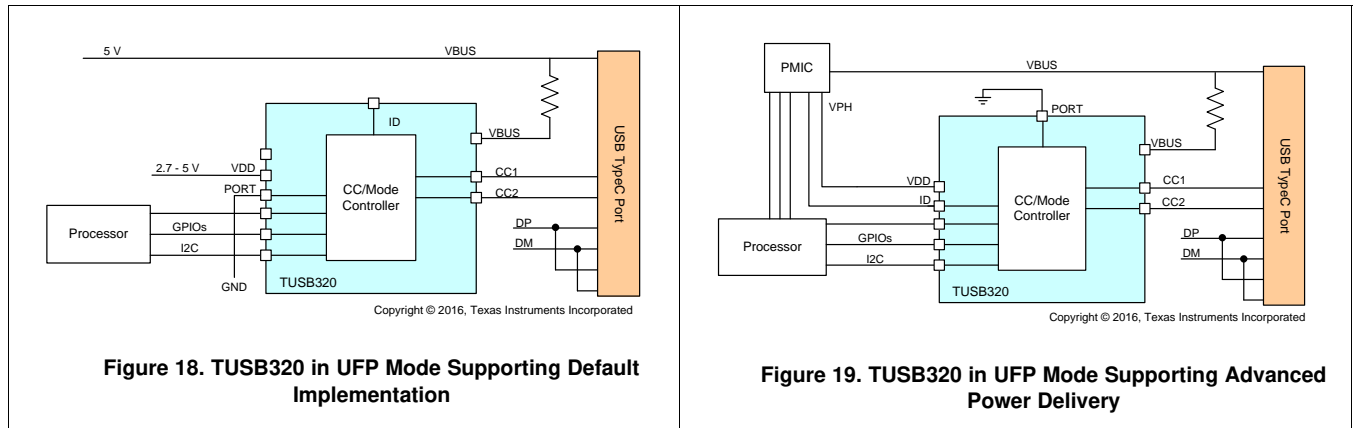 5 V
VBUS
ID
VBUS
2.7 - 5 V
VDD
PORT
CC/Mode
Controller
CC1
CC2
USB TypeC Port
Processor
GPIOs
I2C
DP
DM
GND
TUSB320
Copyright © 2016, Texas Instruments Incorporated
Figure 18. TUSB320 in UFP Mode Supporting Default
Implementation
PMIC
VBUS
VPH
PORT
VBUS
VDD
ID
CC/Mode
Controller
CC1
CC2
USB TypeC Port
Processor
GPIOs
I2C
DP
DM
TUSB320
Copyright © 2016, Texas Instruments Incorporated
Figure 19. TUSB320 in UFP Mode Supporting Advanced
Power Delivery